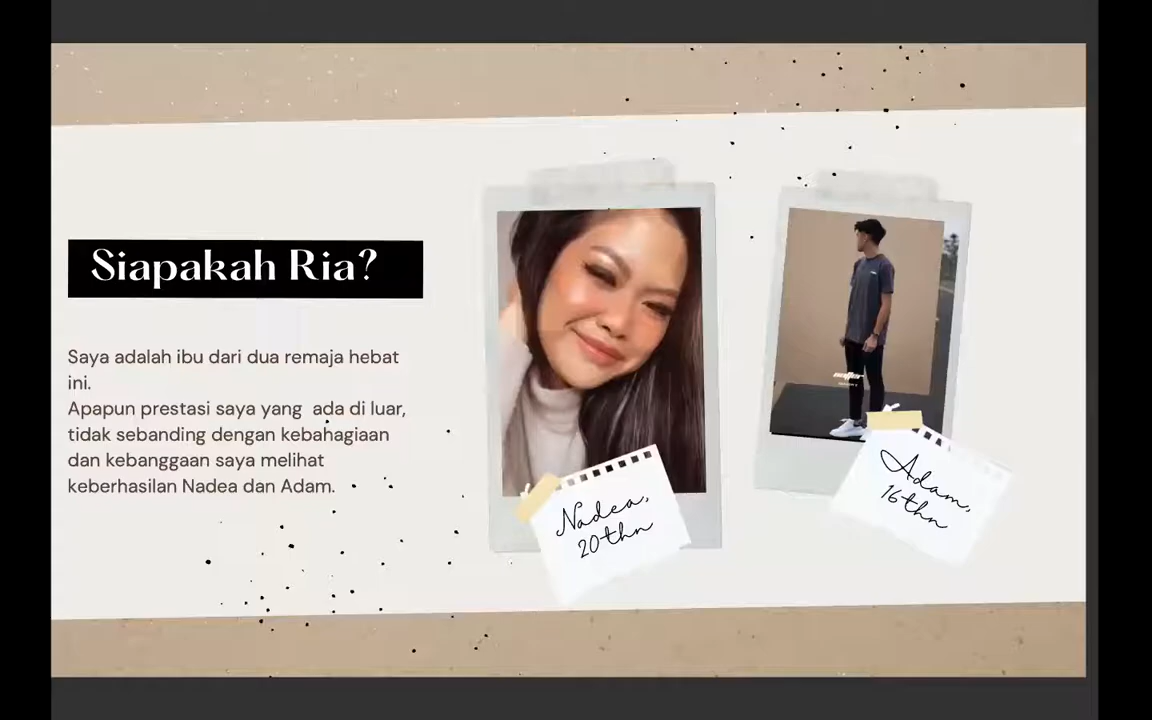 Siapakah Ria?
Saya adalah ibu dari dua remaja hebat
ini.
Apapun prestasi saya yang ada di luar,
tidak sebanding dengan kebahagiaan
dan kebanggaan saya melihat
keberhasilan Nadea dan Adam.
Nadea,
20thn
Adam,
16thn